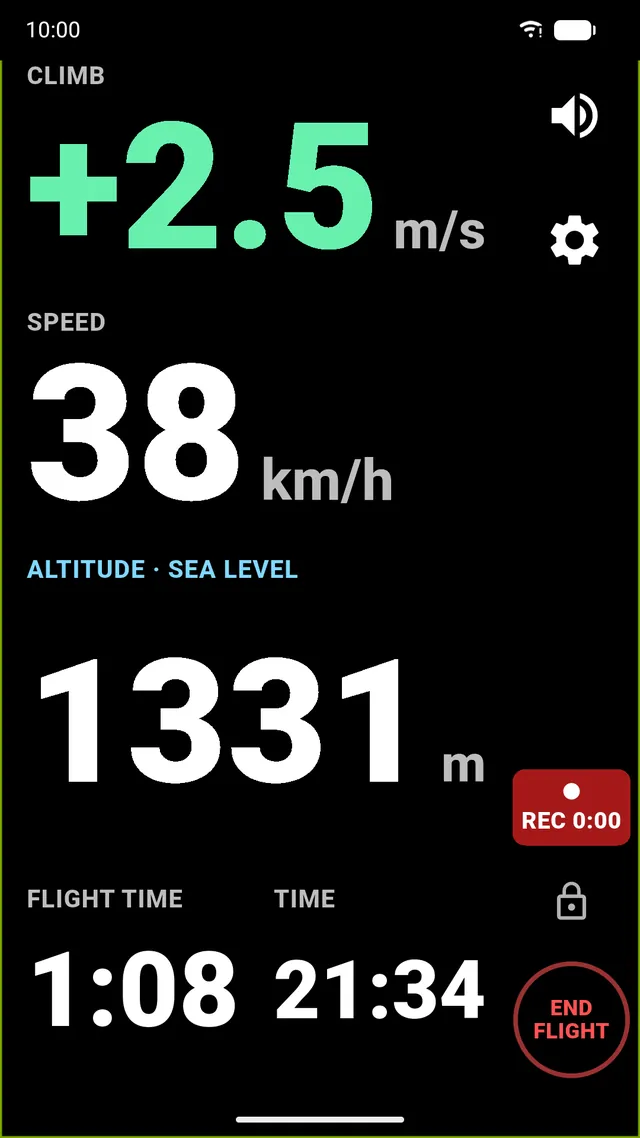 10:00
CLIMB
+2.5 m/s
SPEED
38 km/h
ALTITUDE · SEA LEVEL
1331 m
REC 0:00
FLIGHT TIME
TIME
1:08
21:34
END
FLIGHT